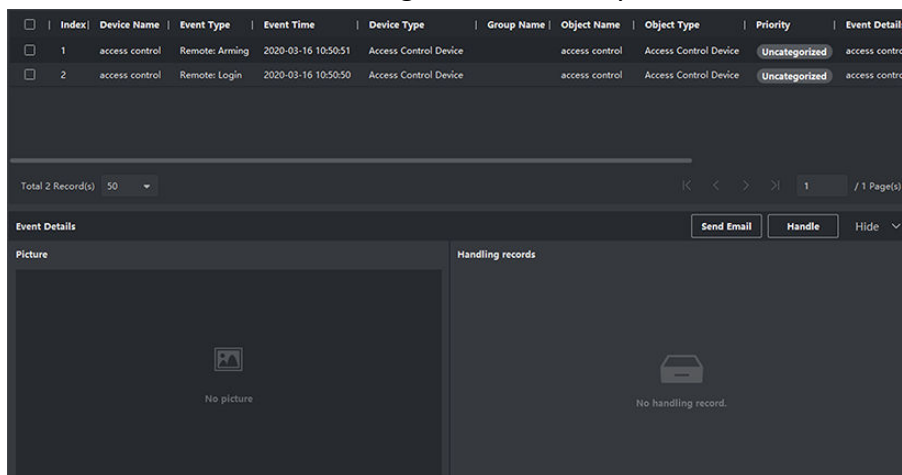 Index Device Name Event Type Event Time Device Type Group Name Object Name Object Type Priority Event Details
1 access control Remote: Arming 2020-03-16 10:50:51 Access Control Device access control Access Control Device Uncategorized access contro
2 access control Remote: Login 2020-03-16 10:50:50 Access Control Device access control Access Control Device Uncategorized access contro
Total 2 Record(s) 50 1 / 1 Page(s)
Event Details Send Email Handle Hide
Picture Handling records
No picture No handling record.